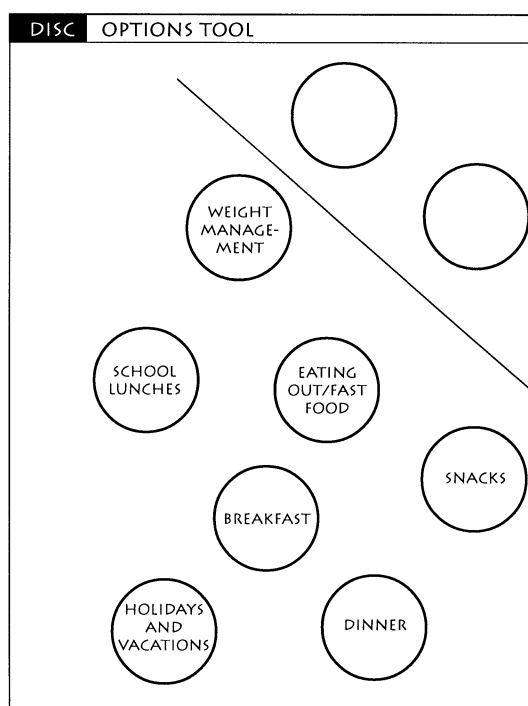 DISC OPTIONS TOOL
WEIGHT
MANAGE-
MENT
SCHOOL
LUNCHES
EATING
OUT/FAST
FOOD
SNACKS
BREAKFAST
HOLIDAYS
AND
VACATIONS
DINNER